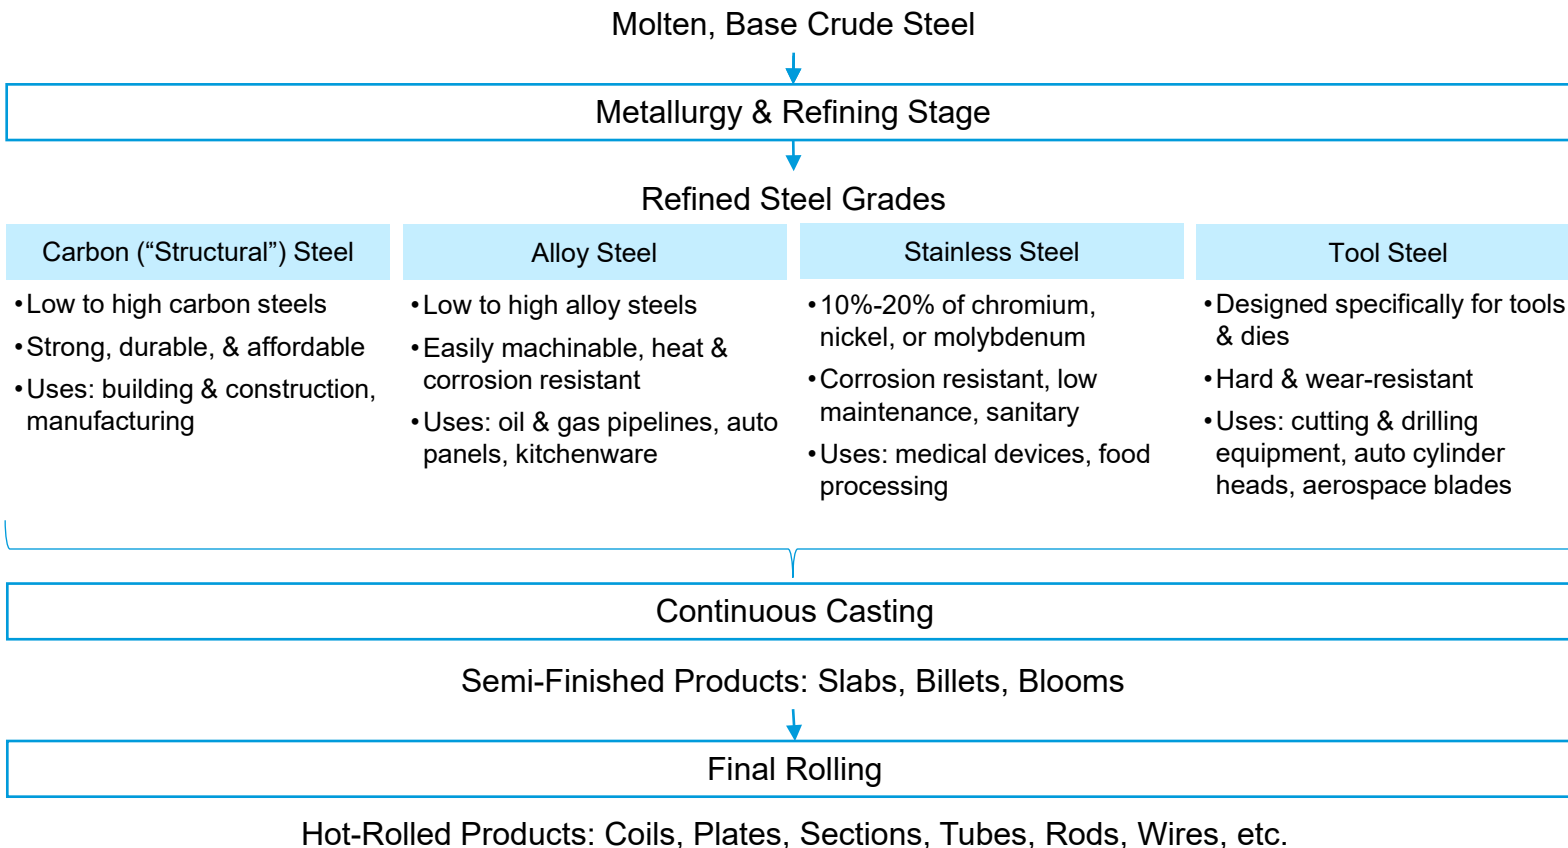 Molten, Base Crude Steel
Metallurgy & Refining Stage
Refined Steel Grades
Carbon (“Structural”) Steel
•Low to high carbon steels
•Strong, durable, & affordable
•Uses: building & construction,
manufacturing
Alloy Steel
•Low to high alloy steels
•Easily machinable, heat &
corrosion resistant
•Uses: oil & gas pipelines, auto
panels, kitchenware
Stainless Steel
•10%-20% of chromium,
nickel, or molybdenum
•Corrosion resistant, low
maintenance, sanitary
•Uses: medical devices, food
processing
Tool Steel
•Designed specifically for tools
& dies
•Hard & wear-resistant
•Uses: cutting & drilling
equipment, auto cylinder
heads, aerospace blades
Continuous Casting
Semi-Finished Products: Slabs, Billets, Blooms
Final Rolling
Hot-Rolled Products: Coils, Plates, Sections, Tubes, Rods, Wires, etc.